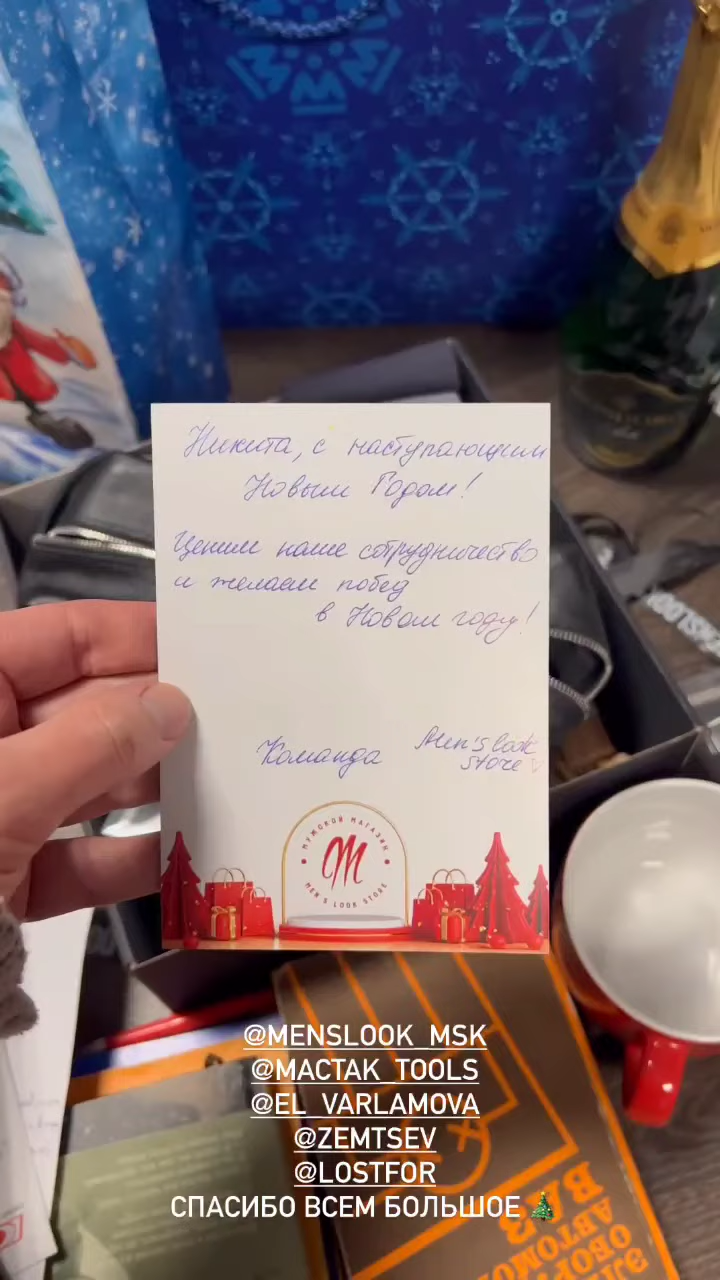 Никита, с наступающим
Новым Годом!
Ценим наше сотрудничество
и желаем побед
в Новом году!
Команда Men's look
store
МУЖСКОЙ МАГАЗИН
M
MEN'S LOOK STORE
@MENSLOOK_MSK
@MACTAK_TOOLS
@EL_VARLAMOVA
@ZEMTSEV
@LOSTFOR
СПАСИБО ВСЕМ БОЛЬШОЕ 🎄
ВАЗ